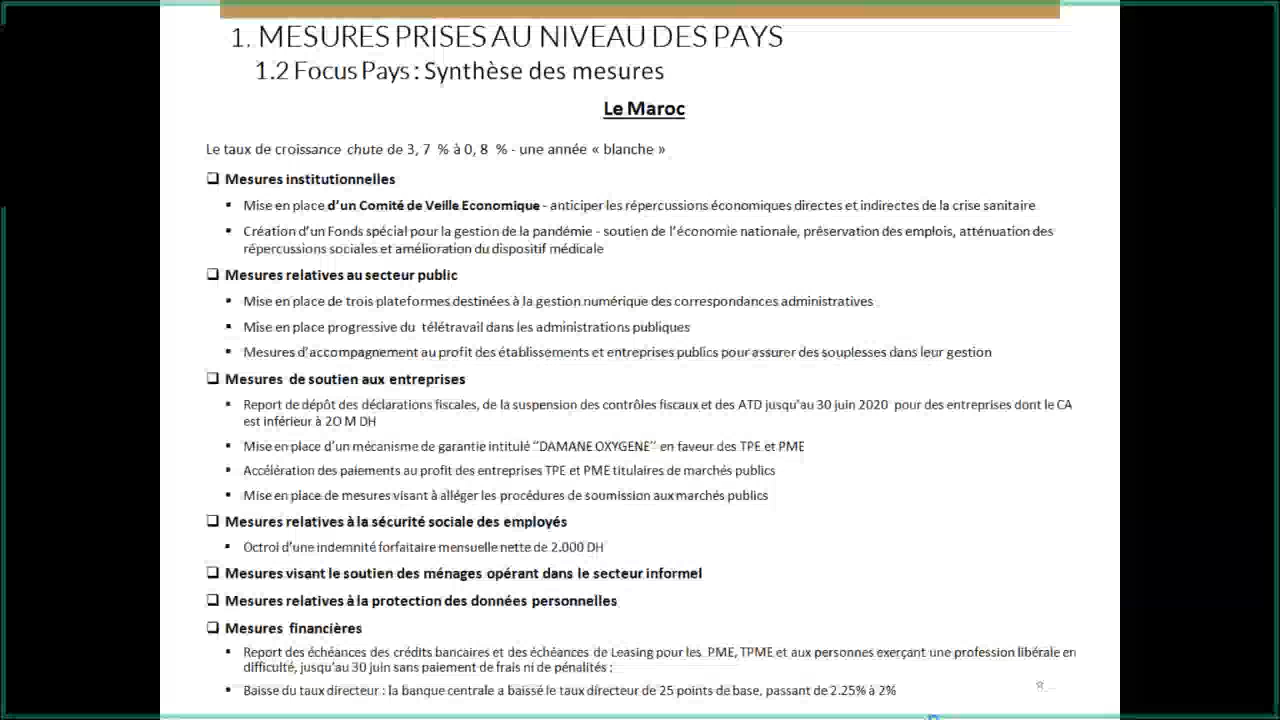 1. MESURES PRISES AU NIVEAU DES PAYS
1.2 Focus Pays : Synthèse des mesures
Le Maroc
Le taux de croissance chute de 3, 7 % à 0, 8 % - une année « blanche »
❑ Mesures institutionnelles
▪ Mise en place d'un Comité de Veille Economique - anticiper les répercussions économiques directes et indirectes de la crise sanitaire
▪ Création d'un Fonds spécial pour la gestion de la pandémie - soutien de l'économie nationale, préservation des emplois, atténuation des
répercussions sociales et amélioration du dispositif médicale
❑ Mesures relatives au secteur public
▪ Mise en place de trois plateformes destinées à la gestion numérique des correspondances administratives
▪ Mise en place progressive du télétravail dans les administrations publiques
▪ Mesures d'accompagnement au profit des établissements et entreprises publics pour assurer des souplesses dans leur gestion
❑ Mesures de soutien aux entreprises
▪ Report de dépôt des déclarations fiscales, de la suspension des contrôles fiscaux et des ATD jusqu'au 30 juin 2020 pour des entreprises dont le CA
est inférieur à 2O M DH
▪ Mise en place d'un mécanisme de garantie intitulé "DAMANE OXYGENE" en faveur des TPE et PME
▪ Accélération des paiements au profit des entreprises TPE et PME titulaires de marchés publics
▪ Mise en place de mesures visant à alléger les procédures de soumission aux marchés publics
❑ Mesures relatives à la sécurité sociale des employés
▪ Octroi d'une indemnité forfaitaire mensuelle nette de 2.000 DH
❑ Mesures visant le soutien des ménages opérant dans le secteur informel
❑ Mesures relatives à la protection des données personnelles
❑ Mesures financières
▪ Report des échéances des crédits bancaires et des échéances de Leasing pour les PME, TPME et aux personnes exerçant une profession libérale en
difficulté, jusqu'au 30 juin sans paiement de frais ni de pénalités ;
▪ Baisse du taux directeur : la banque centrale a baissé le taux directeur de 25 points de base, passant de 2.25% à 2%
8